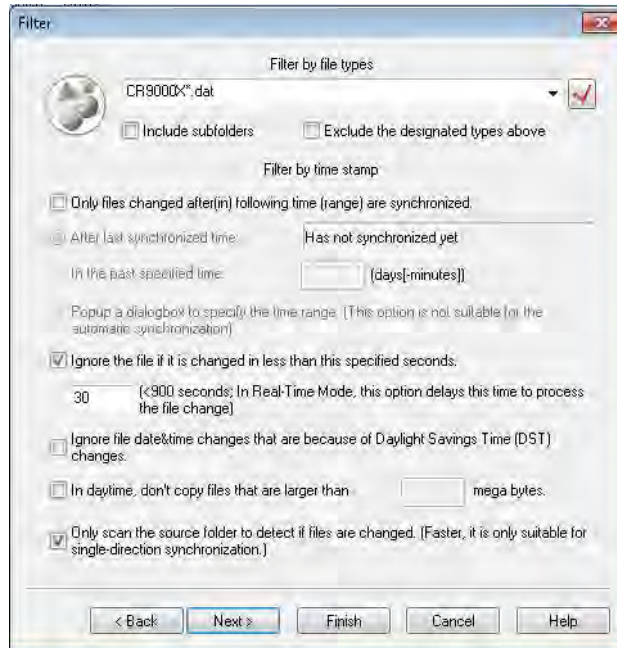 Filter
Filter by file types
CR9000X*.dat
Include subfolders
Exclude the designated types above
Filter by time stamp
Only files changed after(in) following time (range) are synchronized.
After last synchronized time:
Has not synchronized yet
In the past specified time:
(days[-minutes])
Popup a dialogbox to specify the time range. (This option is not suitable for the
automatic synchronization)
Ignore the file if it is changed in less than this specified seconds.
30
(<900 seconds; In Real-Time Mode, this option delays this time to process
the file change)
Ignore file date&time changes that are because of Daylight Savings Time (DST)
changes.
In daytime, don't copy files that are larger than
mega bytes.
Only scan the source folder to detect if files are changed. (Faster, it is only suitable for
single-direction synchronization.)
< Back
Next >
Finish
Cancel
Help